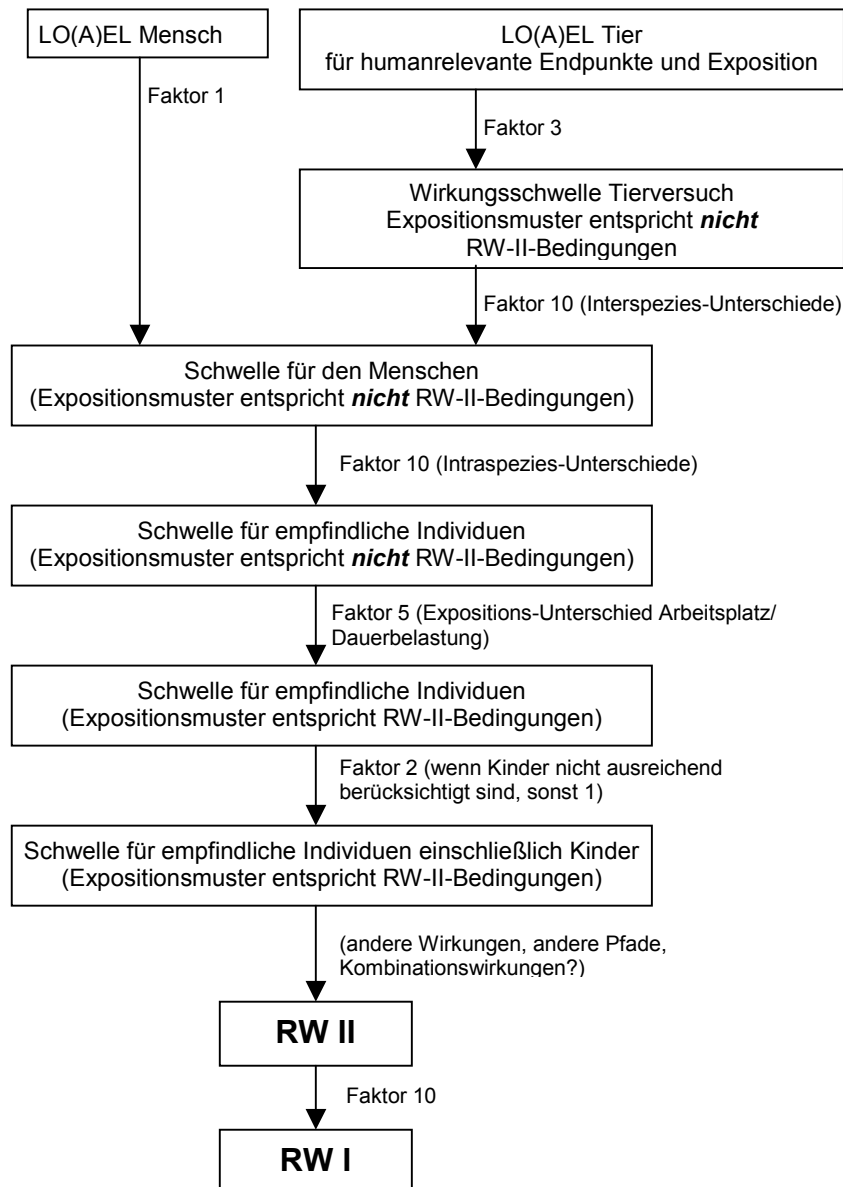 LO(A)EL Mensch
LO(A)EL Tier
für humanrelevante Endpunkte und Exposition
Faktor 1
Faktor 3
Wirkungsschwelle Tierversuch
Expositionsmuster entspricht nicht
RW-II-Bedingungen
Faktor 10 (Interspezies-Unterschiede)
Schwelle für den Menschen
(Expositionsmuster entspricht nicht RW-II-Bedingungen)
Faktor 10 (Intraspezies-Unterschiede)
Schwelle für empfindliche Individuen
(Expositionsmuster entspricht nicht RW-II-Bedingungen)
Faktor 5 (Expositions-Unterschied Arbeitsplatz/
Dauerbelastung)
Schwelle für empfindliche Individuen
(Expositionsmuster entspricht RW-II-Bedingungen)
Faktor 2 (wenn Kinder nicht ausreichend
berücksichtigt sind, sonst 1)
Schwelle für empfindliche Individuen einschließlich Kinder
(Expositionsmuster entspricht RW-II-Bedingungen)
(andere Wirkungen, andere Pfade,
Kombinationswirkungen?)
RW II
Faktor 10
RW I